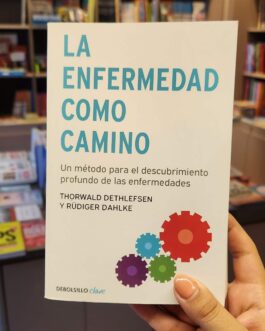 LA
ENFERMEDAD
COMO
CAMINO
Un método para el descubrimiento
profundo de las enfermedades
THORWALD DETHLEFSEN
Y RÜDIGER DAHLKE
DEBOLS!LLO clave